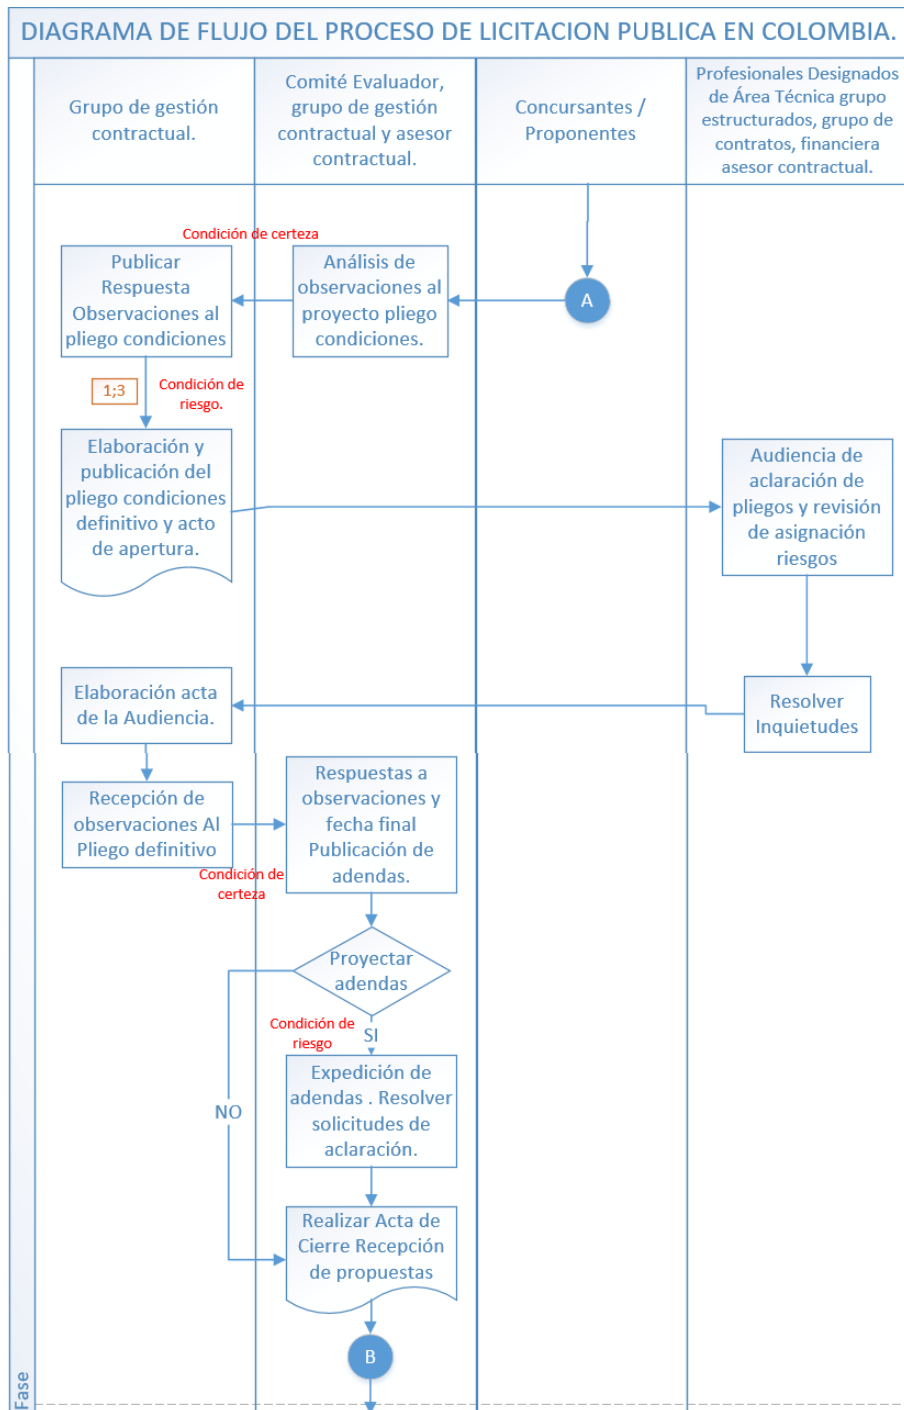 DIAGRAMA DE FLUJO DEL PROCESO DE LICITACION PUBLICA EN COLOMBIA.
Grupo de gestión
contractual.
Comité Evaluador,
grupo de gestión
contractual y asesor
contractual.
Concursantes /
Proponentes
Profesionales Designados
de Área Técnica grupo
estructurados, grupo de
contratos, financiera
asesor contractual.
Condición de certeza
Publicar
Respuesta
Observaciones al
pliego condiciones
Análisis de
observaciones al
proyecto pliego
condiciones.
A
1;3
Condición de
riesgo.
Elaboración y
publicación del
pliego condiciones
definitivo y acto
de apertura.
Audiencia de
aclaración de
pliegos y revisión
de asignación
riesgos
Elaboración acta
de la Audiencia.
Resolver
Inquietudes
Recepción de
observaciones Al
Pliego definitivo
Respuestas a
observaciones y
fecha final
Publicación de
adendas.
Condición de
certeza
Proyectar
adendas
Condición de
riesgo
SI
NO
Expedición de
adendas . Resolver
solicitudes de
aclaración.
Realizar Acta de
Cierre Recepción
de propuestas
B
Fase